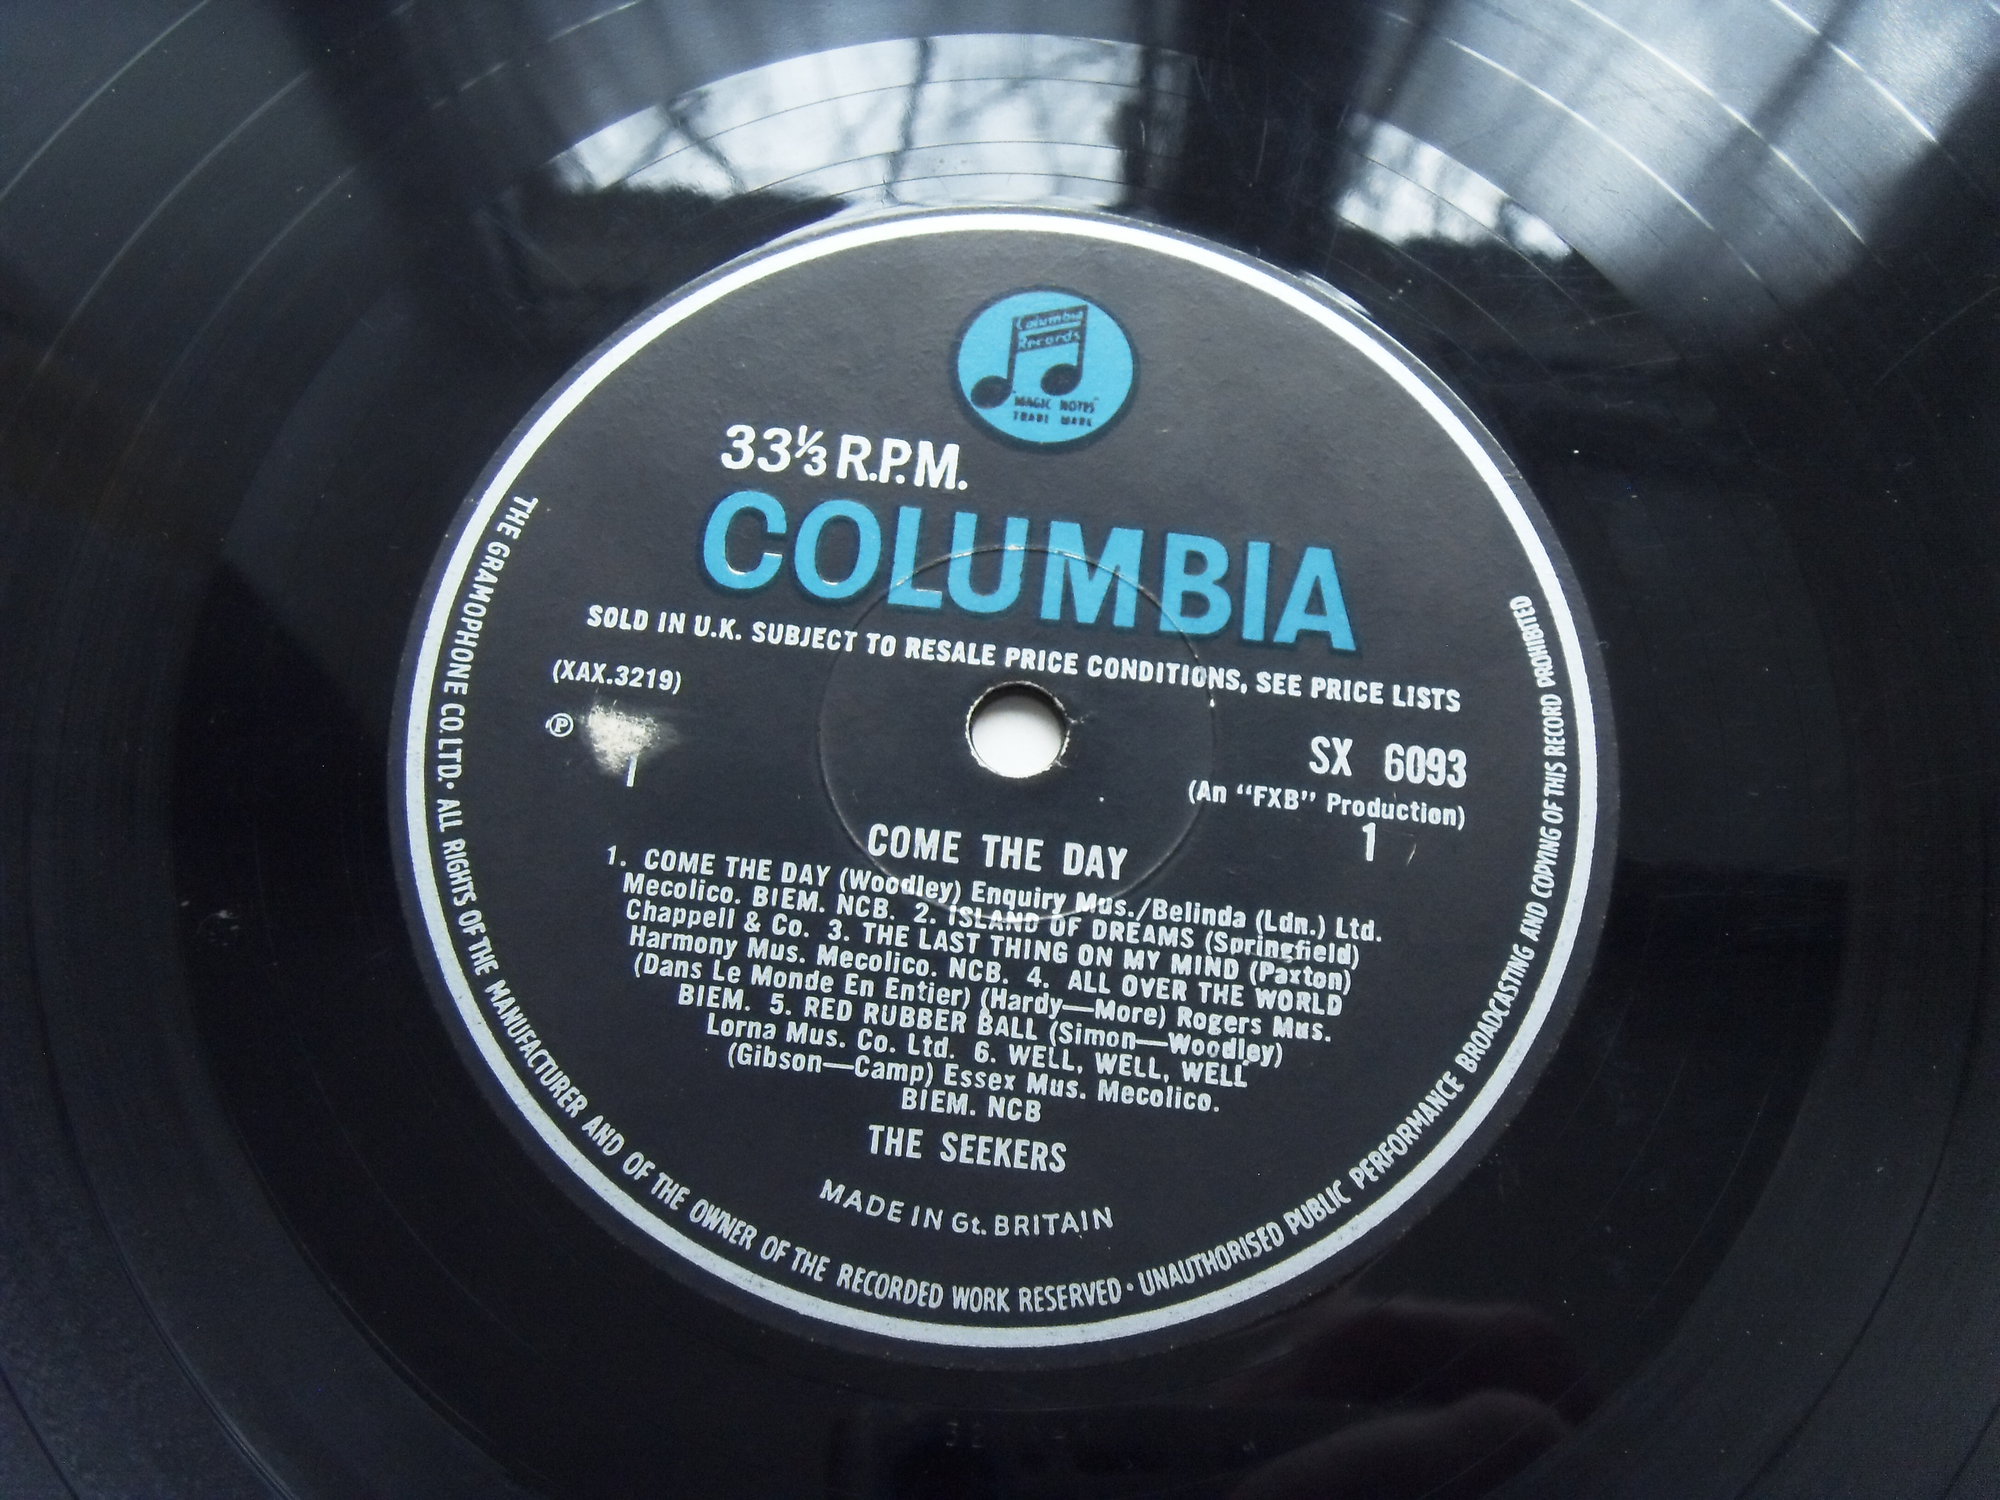 Columbia
Records
"MAGIC NOTES"
TRADE MARK
33⅓ R.P.M.
COLUMBIA
SOLD IN U.K. SUBJECT TO RESALE PRICE CONDITIONS, SEE PRICE LISTS
(XAX.3219)
℗
SX 6093
(An "FXB" Production)
1
COME THE DAY
1. COME THE DAY (Woodley) Enquiry Mus./Belinda (Ldn.) Ltd.
Mecolico. BIEM. NCB. 2. ISLAND OF DREAMS (Springfield)
Chappell & Co. 3. THE LAST THING ON MY MIND (Paxton)
Harmony Mus. Mecolico. NCB. 4. ALL OVER THE WORLD
(Dans Le Monde En Entier) (Hardy—More) Rogers Mus.
BIEM. 5. RED RUBBER BALL (Simon—Woodley)
Lorna Mus. Co. Ltd. 6. WELL, WELL, WELL
(Gibson—Camp) Essex Mus. Mecolico.
BIEM. NCB
THE SEEKERS
MADE IN Gt. BRITAIN
THE GRAMOPHONE CO. LTD. • ALL RIGHTS OF THE MANUFACTURER AND OF THE OWNER OF THE RECORDED WORK RESERVED • UNAUTHORISED PUBLIC PERFORMANCE BROADCASTING AND COPYING OF THIS RECORD PROHIBITED